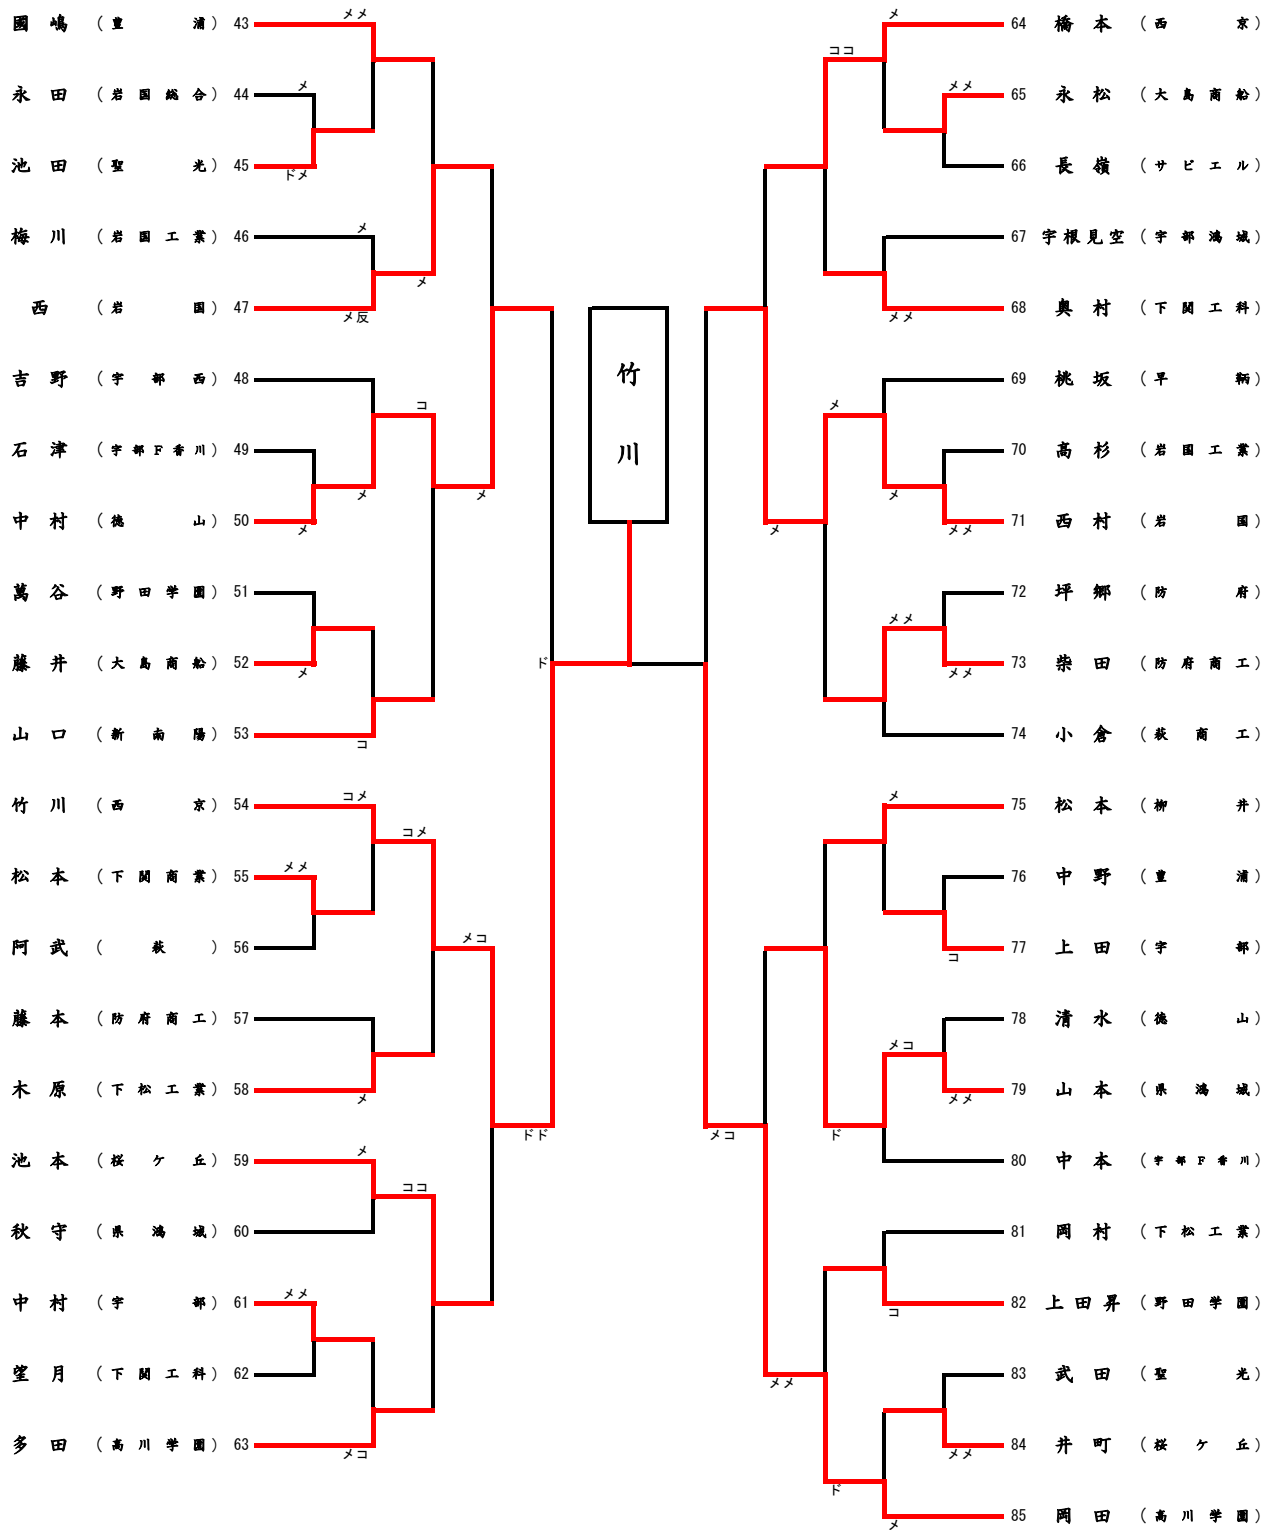 國嶋 (豊浦) 43
メメ
永田 (岩国総合) 44
メ
池田 (聖光) 45
ドメ
梅川 (岩国工業) 46
メ
メ
西 (岩国) 47
メ反
吉野 (宇部西) 48
コ
石津 (宇部F香川) 49
メ
メ
中村 (徳山) 50
メ
萬谷 (野田学園) 51
藤井 (大島商船) 52
メ
山口 (新南陽) 53
コ
竹川 (西京) 54
コメ
コメ
松本 (下関商業) 55
メメ
阿武 (萩) 56
メコ
藤本 (防府商工) 57
木原 (下松工業) 58
メ
ドド
池本 (桜ケ丘) 59
メ
ココ
秋守 (県鴻城) 60
中村 (宇部) 61
メメ
望月 (下関工科) 62
多田 (高川学園) 63
メコ
竹川
ド
メ
64 橋本 (西京)
ココ
メメ
65 永松 (大島商船)
66 長嶺 (サビエル)
67 宇根見空 (宇部鴻城)
68 奥村 (下関工科)
メメ
69 桃坂 (早鞆)
メ
70 高杉 (岩国工業)
メ
71 西村 (岩国)
メメ
メ
72 坪郷 (防府)
メメ
73 柴田 (防府商工)
メメ
74 小倉 (萩商工)
メ
75 松本 (柳井)
76 中野 (豊浦)
77 上田 (宇部)
コ
78 清水 (徳山)
メコ
79 山本 (県鴻城)
メメ
メコ
ド
80 中本 (宇部F香川)
81 岡村 (下松工業)
82 上田昇 (野田学園)
コ
83 武田 (聖光)
メメ
84 井町 (桜ケ丘)
メメ
ド
85 岡田 (高川学園)
メ